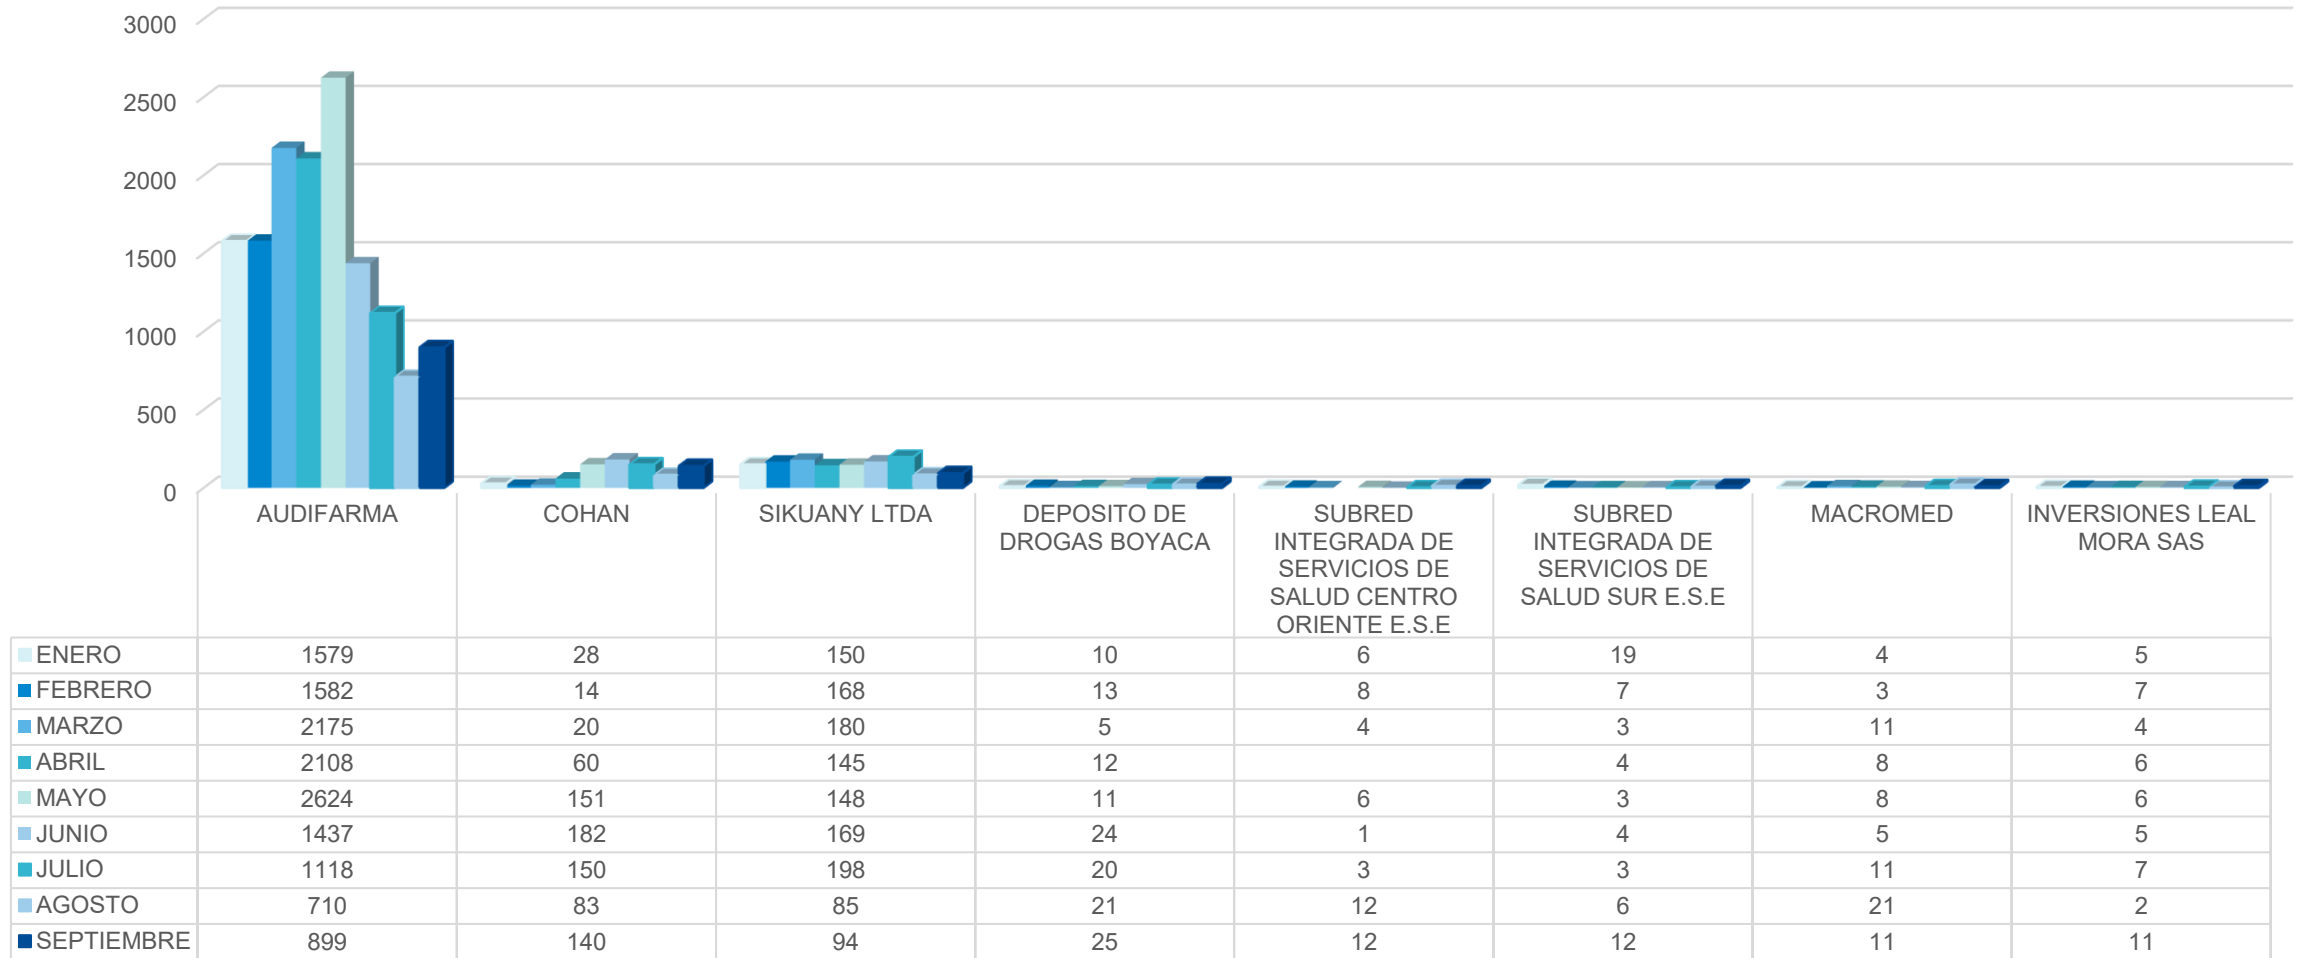 3000
2500
2000
1500
1000
500
0
AUDIFARMA
COHAN
SIKUANY LTDA
DEPOSITO DE
DROGAS BOYACA
SUBRED
INTEGRADA DE
SERVICIOS DE
SALUD CENTRO
ORIENTE E.S.E
SUBRED
INTEGRADA DE
SERVICIOS DE
SALUD SUR E.S.E
MACROMED
INVERSIONES LEAL
MORA SAS
ENERO 1579 28 150 10 6 19 4 5
FEBRERO 1582 14 168 13 8 7 3 7
MARZO 2175 20 180 5 4 3 11 4
ABRIL 2108 60 145 12 4 8 6
MAYO 2624 151 148 11 6 3 8 6
JUNIO 1437 182 169 24 1 4 5 5
JULIO 1118 150 198 20 3 3 11 7
AGOSTO 710 83 85 21 12 6 21 2
SEPTIEMBRE 899 140 94 25 12 12 11 11